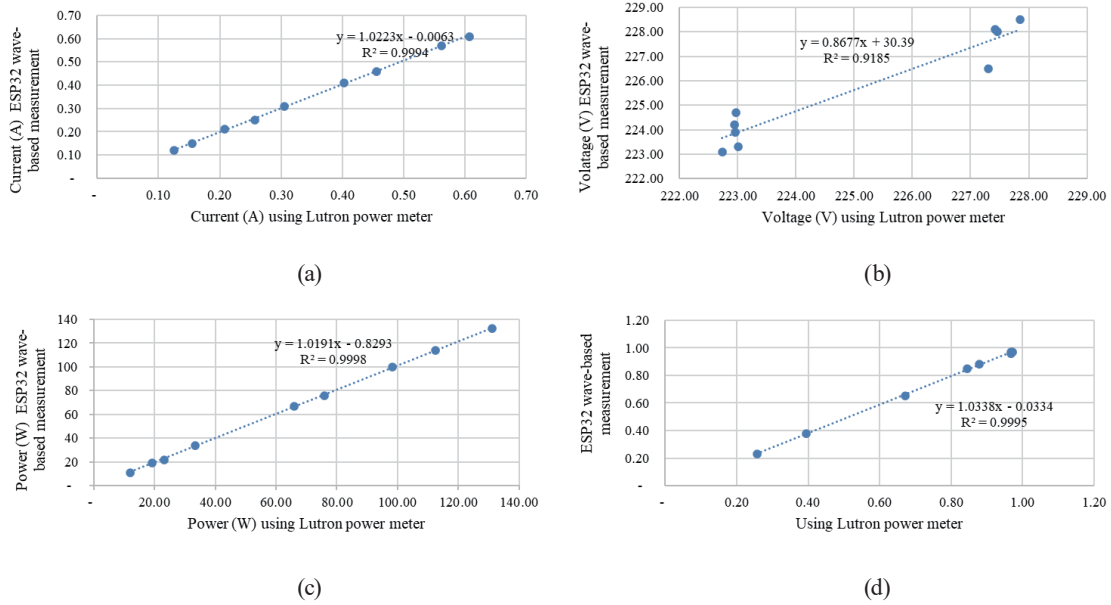 0.70
0.60
0.50
0.40
0.30
0.20
0.10
-
Current (A) ESP32 wave-
based measurement
y = 1.0223x - 0.0063
R² = 0.9994
- 0.10 0.20 0.30 0.40 0.50 0.60 0.70
Current (A) using Lutron power meter
(a)
229.00
228.00
227.00
226.00
225.00
224.00
223.00
222.00
Volatage (V) ESP32 wave-
based measurement
y = 0.8677x + 30.39
R² = 0.9185
222.00 223.00 224.00 225.00 226.00 227.00 228.00 229.00
Voltage (V) using Lutron power meter
(b)
140
120
100
80
60
40
20
-
Power (W) ESP32 wave-
based measurement
y = 1.0191x - 0.8293
R² = 0.9998
- 20.00 40.00 60.00 80.00 100.00 120.00 140.00
Power (W) using Lutron power meter
(c)
1.20
1.00
0.80
0.60
0.40
0.20
-
ESP32 wave-based
measurement
y = 1.0338x - 0.0334
R² = 0.9995
- 0.20 0.40 0.60 0.80 1.00 1.20
Using Lutron power meter
(d)